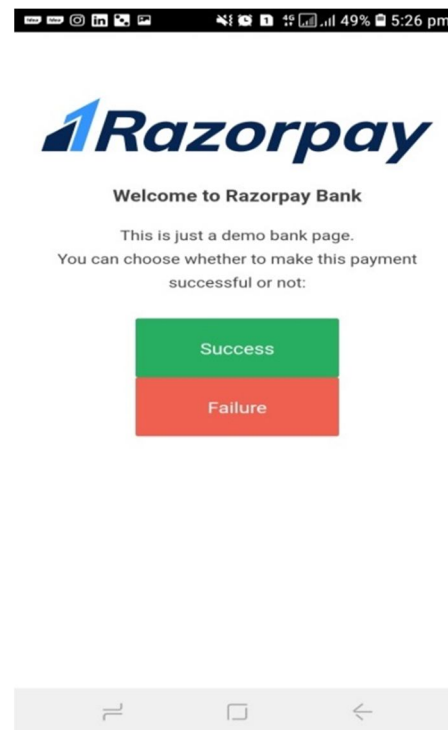 4G 49% 5:26 pm
Razorpay
Welcome to Razorpay Bank
This is just a demo bank page.
You can choose whether to make this payment
successful or not:
Success
Failure